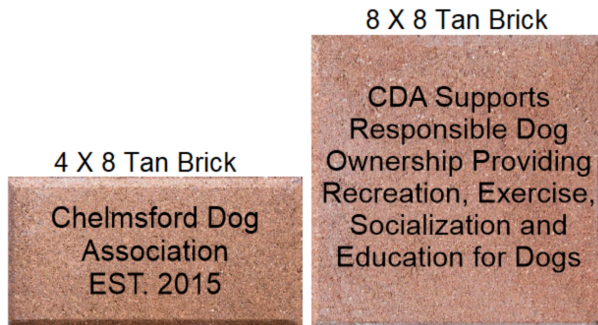 4 X 8 Tan Brick
Chelmsford Dog
Association
EST. 2015
8 X 8 Tan Brick
CDA Supports
Responsible Dog
Ownership Providing
Recreation, Exercise,
Socialization and
Education for Dogs